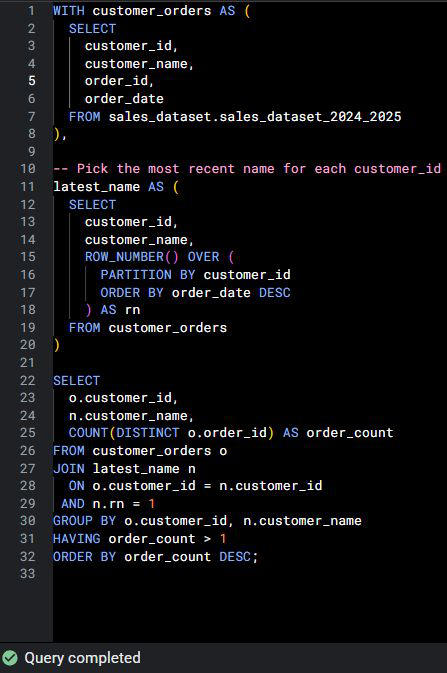 1 WITH customer_orders AS (
2   SELECT
3     customer_id,
4     customer_name,
5     order_id,
6     order_date
7   FROM sales_dataset.sales_dataset_2024_2025
8 ),
9
10 -- Pick the most recent name for each customer_id
11 latest_name AS (
12   SELECT
13     customer_id,
14     customer_name,
15     ROW_NUMBER() OVER (
16       PARTITION BY customer_id
17       ORDER BY order_date DESC
18     ) AS rn
19   FROM customer_orders
20 )
21
22 SELECT
23   o.customer_id,
24   n.customer_name,
25   COUNT(DISTINCT o.order_id) AS order_count
26 FROM customer_orders o
27 JOIN latest_name n
28   ON o.customer_id = n.customer_id
29  AND n.rn = 1
30 GROUP BY o.customer_id, n.customer_name
31 HAVING order_count > 1
32 ORDER BY order_count DESC;
33
Query completed